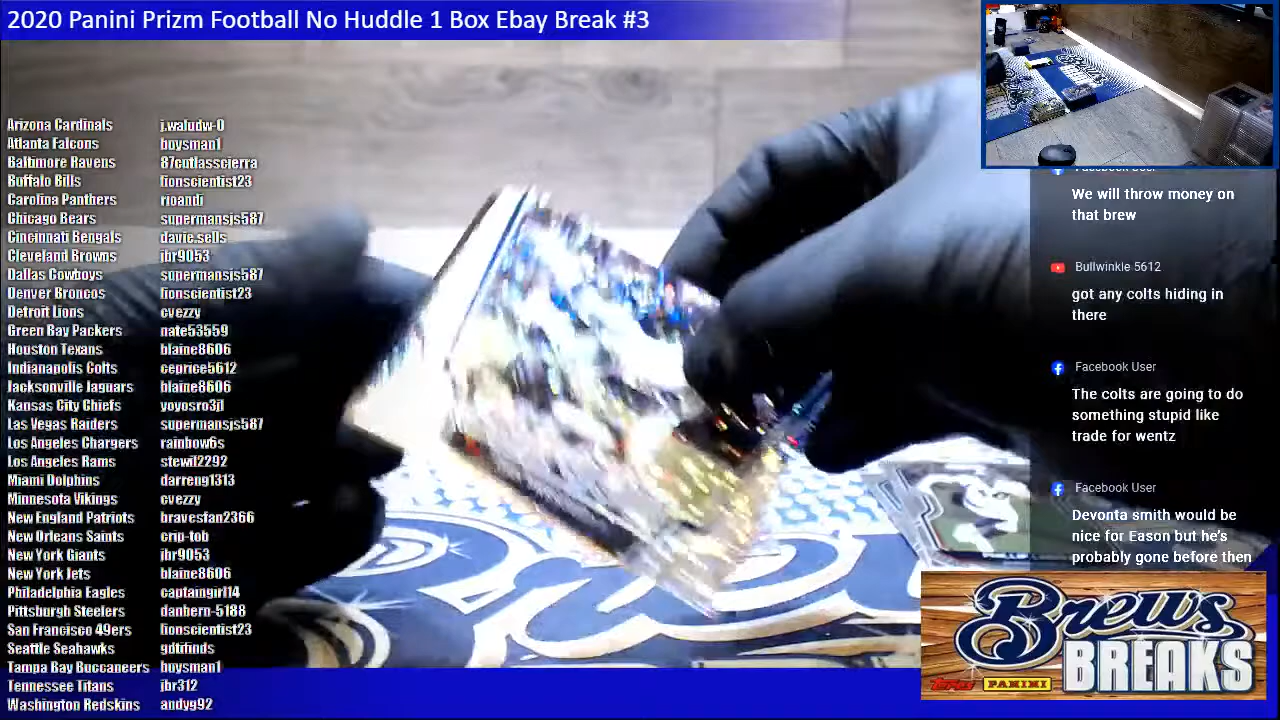 2020 Panini Prizm Football No Huddle 1 Box Ebay Break #3
Arizona Cardinals j.waludw-0
Atlanta Falcons boysman1
Baltimore Ravens 87cutlasscierra
Buffalo Bills lionscientist23
Carolina Panthers rioandi
Chicago Bears supermansjs587
Cincinnati Bengals davie.sells
Cleveland Browns jbr9053
Dallas Cowboys supermansjs587
Denver Broncos lionscientist23
Detroit Lions cvezzy
Green Bay Packers nate53559
Houston Texans blaine8606
Indianapolis Colts ceprice5612
Jacksonville Jaguars blaine8606
Kansas City Chiefs yoyosro3jl
Las Vegas Raiders supermansjs587
Los Angeles Chargers rainbow6s
Los Angeles Rams stewil2292
Miami Dolphins darreng1313
Minnesota Vikings cvezzy
New England Patriots bravesfan2366
New Orleans Saints crip-tob
New York Giants jbr9053
New York Jets blaine8606
Philadelphia Eagles captaingirl14
Pittsburgh Steelers danhern-5188
San Francisco 49ers lionscientist23
Seattle Seahawks gdtifinds
Tampa Bay Buccaneers boysman1
Tennessee Titans jbr312
Washington Redskins andyg92
Facebook User
We will throw money on
that brew
Bullwinkle 5612
got any colts hiding in
there
Facebook User
The colts are going to do
something stupid like
trade for wentz
Facebook User
Devonta smith would be
nice for Eason but he's
probably gone before then
Brews
BREAKS
Topps PANINI